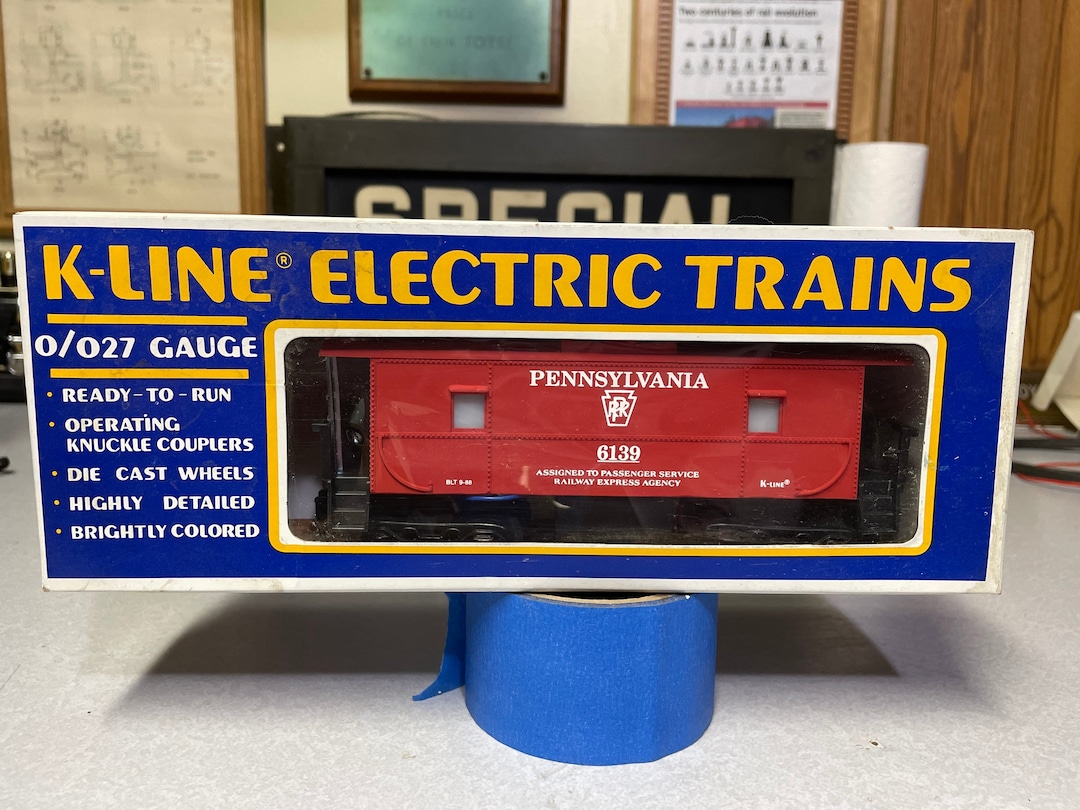 Two centuries of rail evolution
SPECIAL
K-LINE® ELECTRIC TRAINS
O/O27 GAUGE
• READY-TO-RUN
• OPERATING
KNUCKLE COUPLERS
• DIE CAST WHEELS
• HIGHLY DETAILED
• BRIGHTLY COLORED
PENNSYLVANIA
PRR
6139
ASSIGNED TO PASSENGER SERVICE
RAILWAY EXPRESS AGENCY
BLT 9-88
K-LINE®